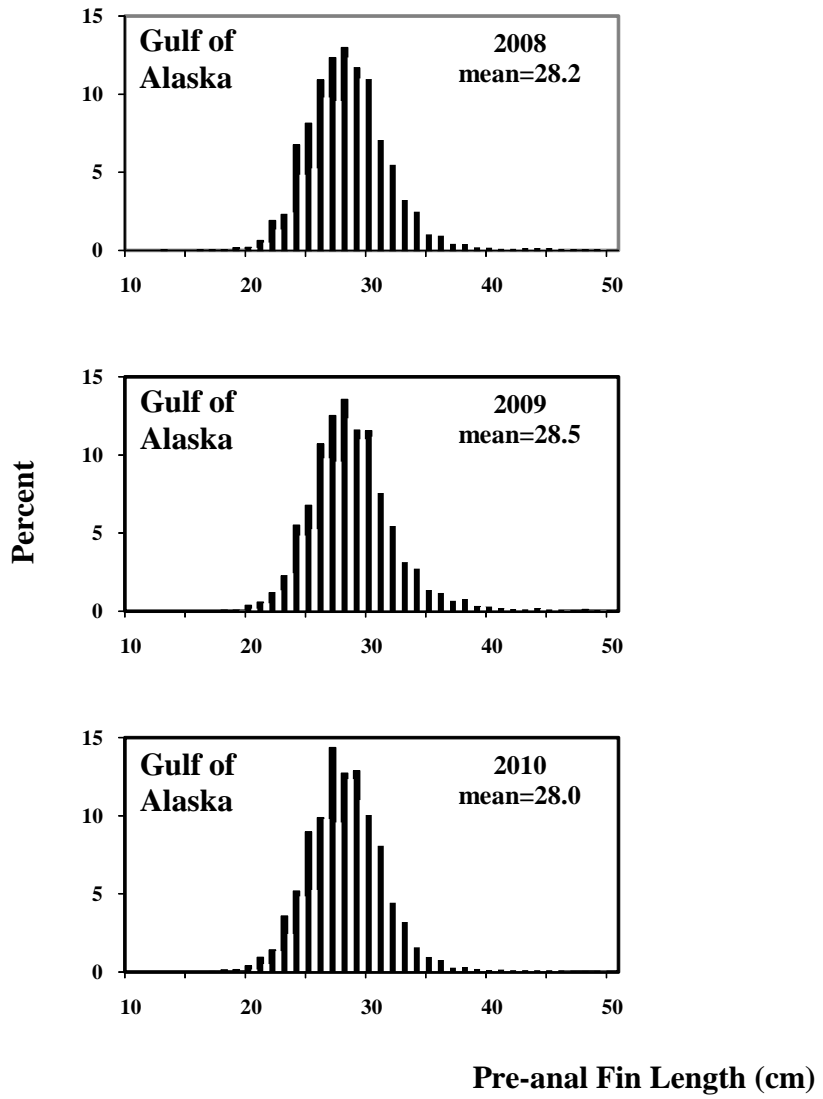 15
10
5
0
Gulf of
Alaska
2008
mean=28.2
10 20 30 40 50
Percent
15
10
5
0
Gulf of
Alaska
2009
mean=28.5
10 20 30 40 50
15
10
5
0
Gulf of
Alaska
2010
mean=28.0
10 20 30 40 50
Pre-anal Fin Length (cm)